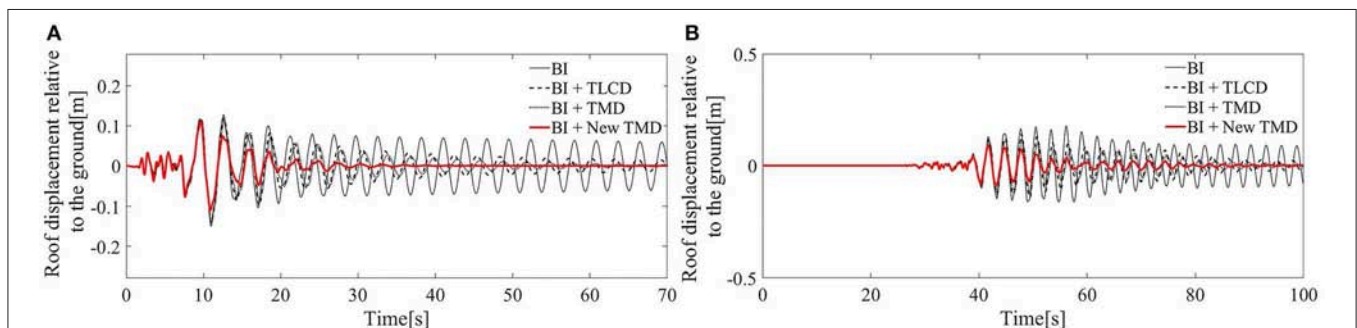 A
Roof displacement relative
to the ground[m]
0.2
0.1
0
-0.1
-0.2
BI
BI + TLCD
BI + TMD
BI + New TMD
0 10 20 30 40 50 60 70
Time[s]
B
Roof displacement relative
to the ground[m]
0.5
0
-0.5
BI
BI + TLCD
BI + TMD
BI + New TMD
0 20 40 60 80 100
Time[s]